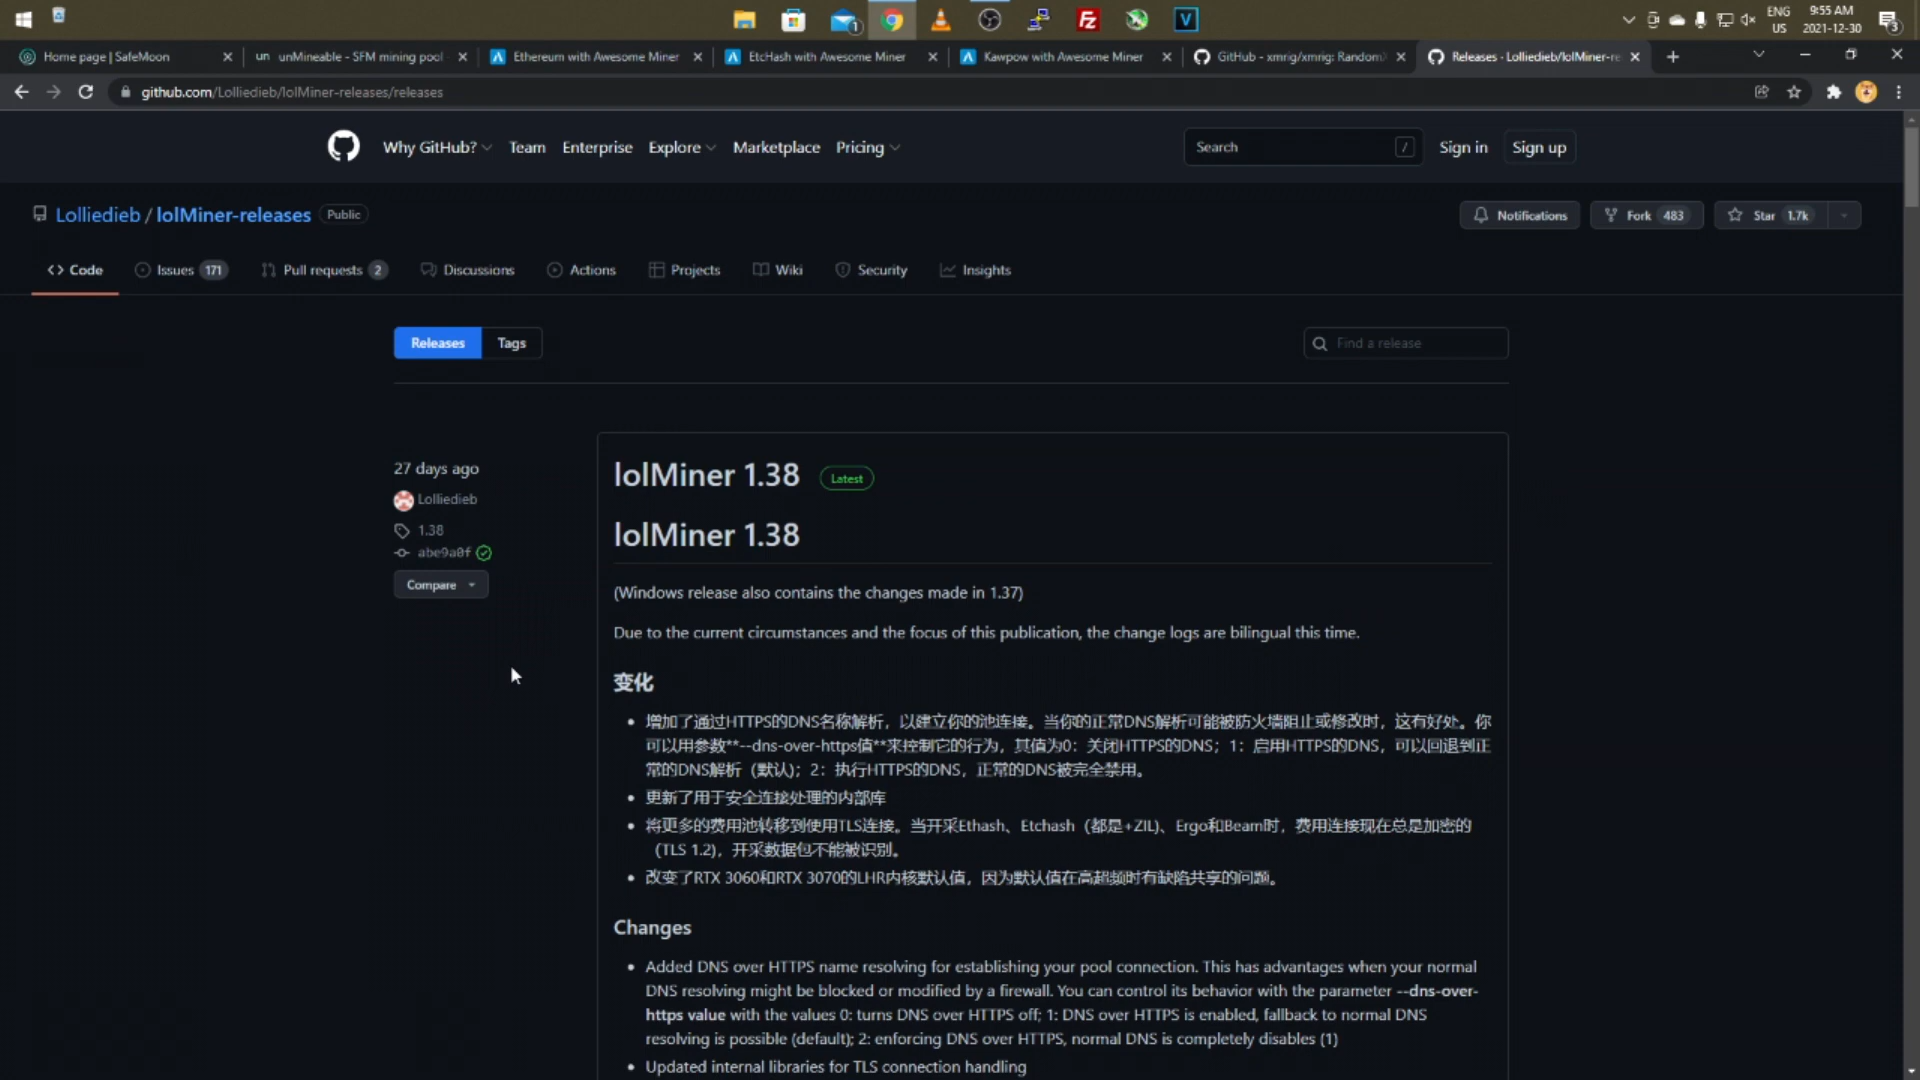 ENG
9:55 AM
US
2021-12-30
1
3
V
Fz
Home page | SafeMoon
un unMineable - SFM mining pool -
Ethereum with Awesome Miner
EtcHash with Awesome Miner
Kawpow with Awesome Miner
GitHub - xmrig/xmrig: RandomX
Releases · Lolliedieb/lolMiner-re
github.com/Lolliedieb/lolMiner-releases/releases
Why GitHub? Team Enterprise Explore Marketplace Pricing
Search /
Sign in
Sign up
Lolliedieb / lolMiner-releases Public
Notifications
Fork 483
Star 1.7k
<> Code
Issues 171
Pull requests 2
Discussions
Actions
Projects
Wiki
Security
Insights
Releases
Tags
Find a release
27 days ago
Lolliedieb
1.38
abe9a0f
Compare
lolMiner 1.38 Latest
lolMiner 1.38
(Windows release also contains the changes made in 1.37)
Due to the current circumstances and the focus of this publication, the change logs are bilingual this time.
变化
增加了通过HTTPS的DNS名称解析，以建立你的池连接。当你的正常DNS解析可能被防火墙阻止或修改时，这有好处。你
可以用参数**--dns-over-https值**来控制它的行为，其值为0：关闭HTTPS的DNS；1：启用HTTPS的DNS，可以回退到正
常的DNS解析（默认)；2：执行HTTPS的DNS，正常的DNS被完全禁用。
更新了用于安全连接处理的内部库
将更多的费用池转移到使用TLS连接。当开采Ethash、Etchash（都是+ZIL)、Ergo和Beam时，费用连接现在总是加密的
（TLS 1.2)，开采数据包不能被识别。
改变了RTX 3060和RTX 3070的LHR内核默认值，因为默认值在高超频时有缺陷共享的问题。
Changes
Added DNS over HTTPS name resolving for establishing your pool connection. This has advantages when your normal
DNS resolving might be blocked or modified by a firewall. You can control its behavior with the parameter --dns-over-
https value with the values 0: turns DNS over HTTPS off; 1: DNS over HTTPS is enabled, fallback to normal DNS
resolving is possible (default); 2: enforcing DNS over HTTPS, normal DNS is completely disables (1)
Updated internal libraries for TLS connection handling